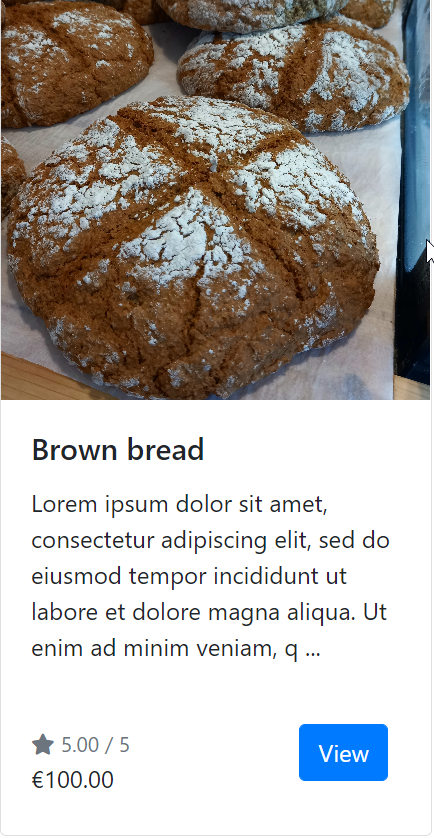 Brown bread
Lorem ipsum dolor sit amet,
consectetur adipiscing elit, sed do
eiusmod tempor incididunt ut
labore et dolore magna aliqua. Ut
enim ad minim veniam, q ...
5.00 / 5
View
€100.00